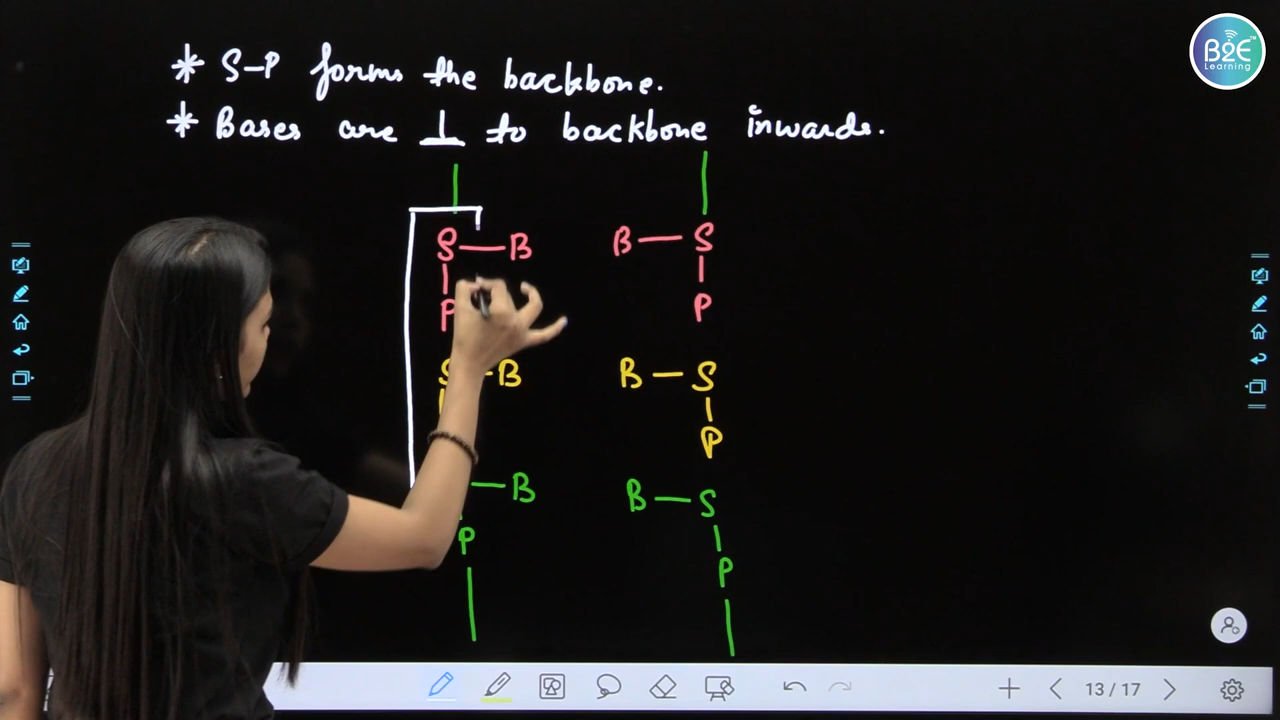 * S-P forms the backbone.
* Bases are ⊥ to backbone inwards.
B2E
Learning
S — B B — S
P P
S - B B — S
P
B B — S
P P
13 / 17